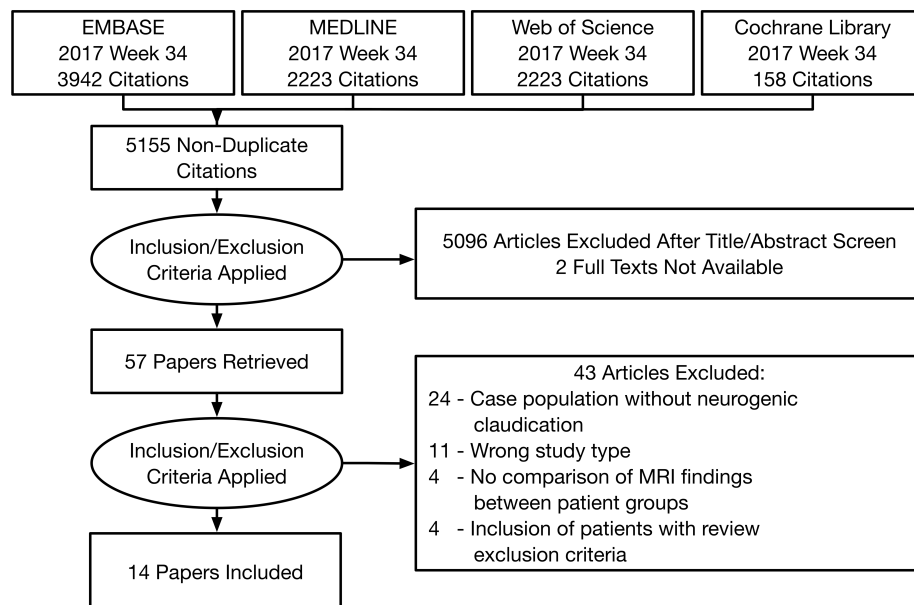 EMBASE
2017 Week 34
3942 Citations
MEDLINE
2017 Week 34
2223 Citations
Web of Science
2017 Week 34
2223 Citations
Cochrane Library
2017 Week 34
158 Citations
5155 Non-Duplicate
Citations
Inclusion/Exclusion
Criteria Applied
5096 Articles Excluded After Title/Abstract Screen
2 Full Texts Not Available
57 Papers Retrieved
43 Articles Excluded:
24 - Case population without neurogenic
claudication
11 - Wrong study type
4 - No comparison of MRI findings
between patient groups
4 - Inclusion of patients with review
exclusion criteria
Inclusion/Exclusion
Criteria Applied
14 Papers Included